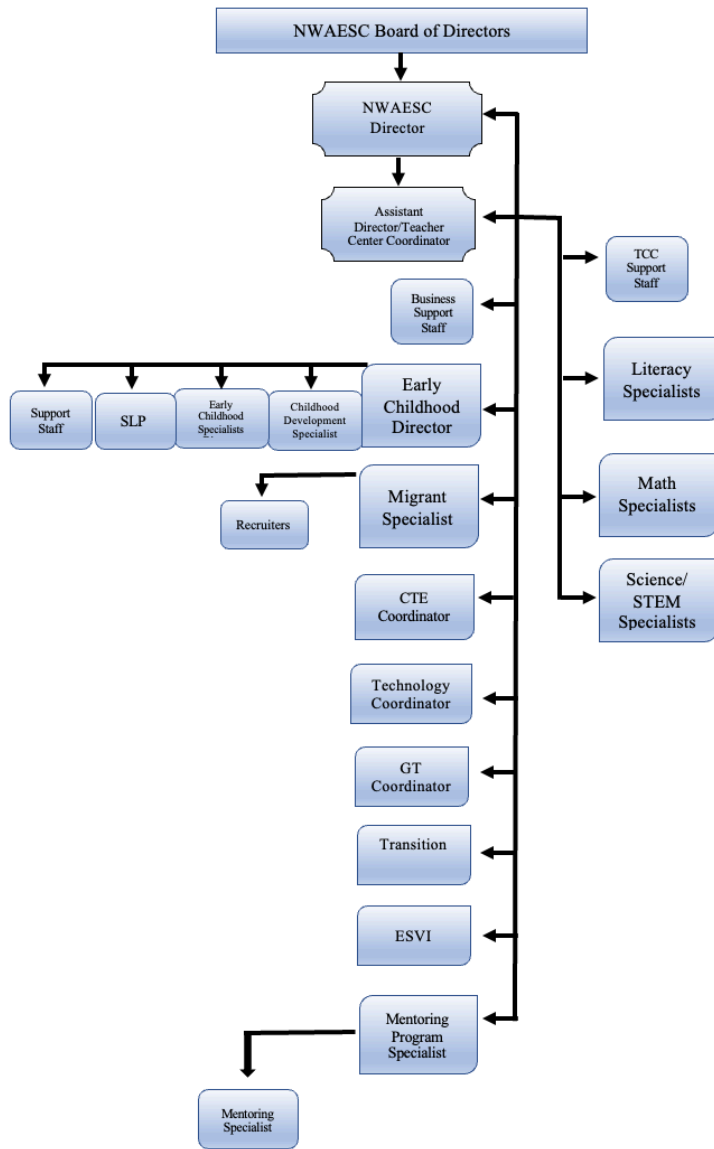 NWAESC Board of Directors
NWAESC
Director
Assistant
Director/Teacher
Center Coordinator
TCC
Support
Staff
Business
Support
Staff
Literacy
Specialists
Early
Childhood
Director
Support
Staff
SLP
Early
Childhood
Specialists
Childhood
Development
Specialist
Migrant
Specialist
Math
Specialists
Recruiters
CTE
Coordinator
Science/
STEM
Specialists
Technology
Coordinator
GT
Coordinator
Transition
ESVI
Mentoring
Program
Specialist
Mentoring
Specialist